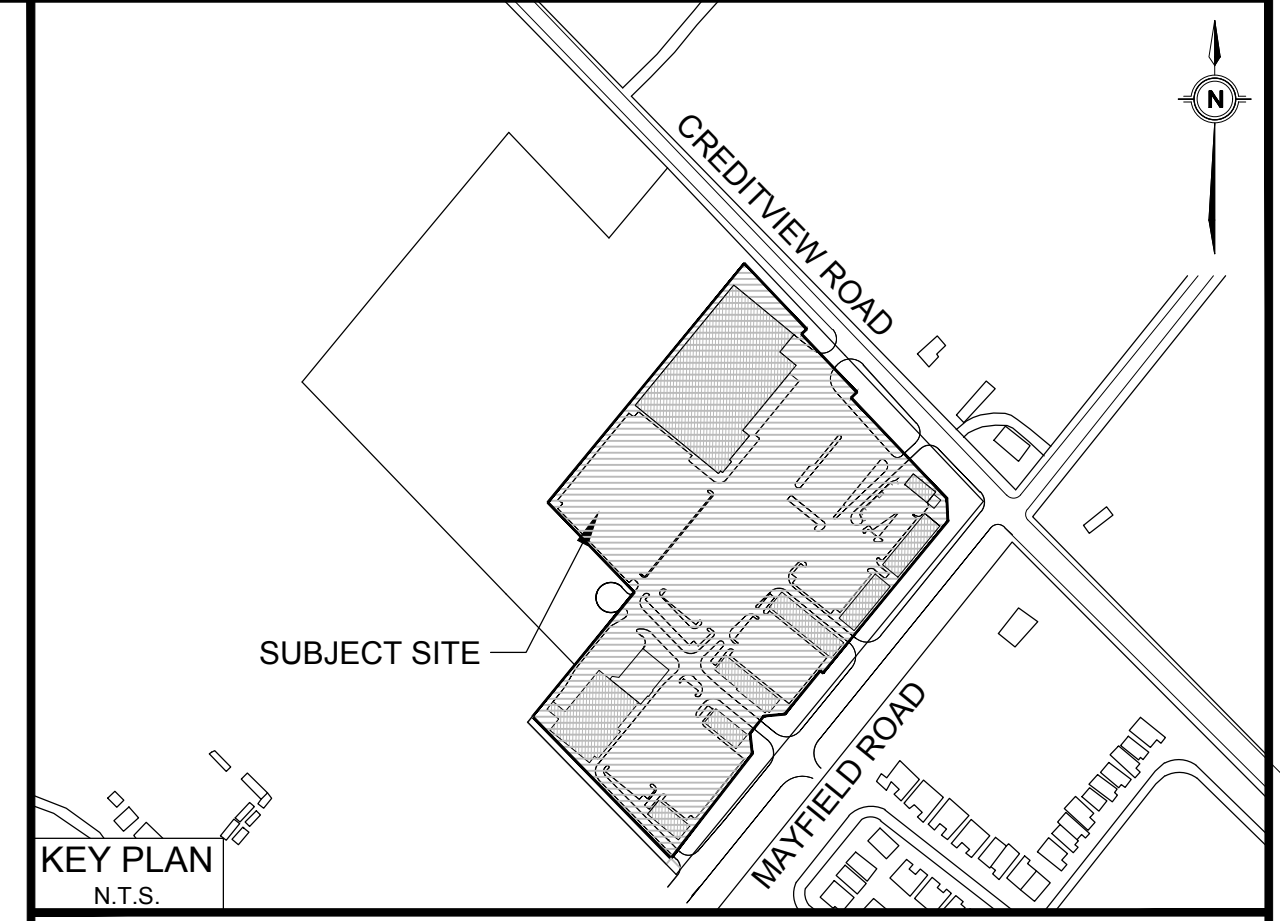 N
CREDITVIEW ROAD
SUBJECT SITE
MAYFIELD ROAD
KEY PLAN
N.T.S.